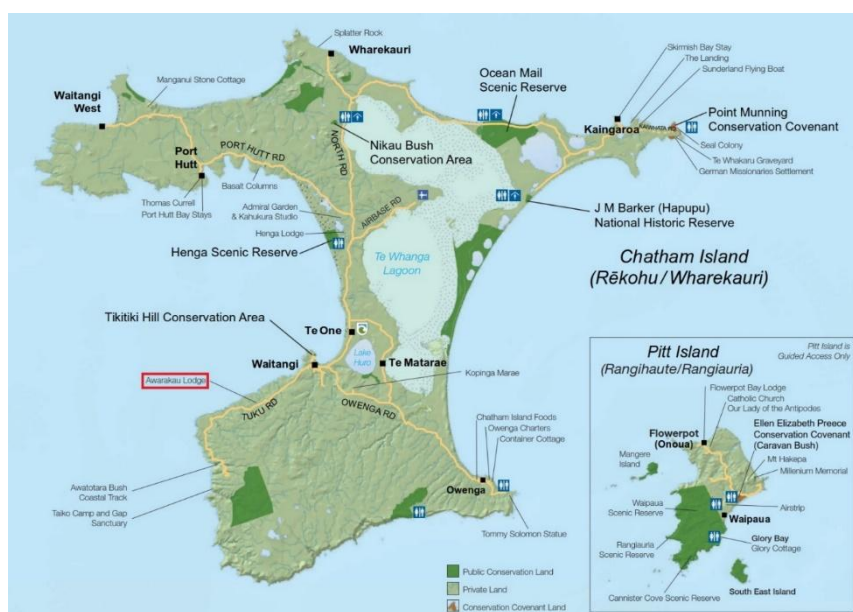 Splatter Rock
Wharekauri
Manganui Stone Cottage
Waitangi
West
Ocean Mail
Scenic Reserve
Skirmish Bay Stay
The Landing
Sunderland Flying Boat
Kaingaroa
Point Munning
Conservation Covenant
Seal Colony
Te Whakaru Graveyard
German Missionaries Settlement
Port
Hutt
PORT HUTT RD
NORTH RD
Nikau Bush
Conservation Area
Basalt Columns
Thomas Currell
Port Hutt Bay Stays
Admiral Garden
& Kahukura Studio
AIRBASE RD
Henga Lodge
Henga Scenic Reserve
J M Barker (Hapupu)
National Historic Reserve
Te Whanga
Lagoon
Chatham Island
(Rēkohu/Wharekauri)
Tikitiki Hill Conservation Area
Te One
Waitangi
Lake
Huro
Te Matarae
Awarakau Lodge
TUKU RD
Kopinga Marae
OWENGA RD
Chatham Island Foods
Owenga Charters
Container Cottage
Owenga
Awatotara Bush
Coastal Track
Taiko Camp and Gap
Sanctuary
Tommy Solomon Statue
Public Conservation Land
Private Land
Conservation Covenant Land
Pitt Island is
Guided Access Only
Pitt Island
(Rangihaute/Rangiauria)
Flowerpot Bay Lodge
Catholic Church
Our Lady of the Antipodes
Flowerpot
(Onoua)
Ellen Elizabeth Preece
Conservation Covenant
(Caravan Bush)
Mangere
Island
Mt Hakepa
Millenium Memorial
Waipaua
Scenic Reserve
Airstrip
Waipaua
Rangiauria
Scenic Reserve
Glory Bay
Glory Cottage
Cannister Cove Scenic Reserve
South East Island